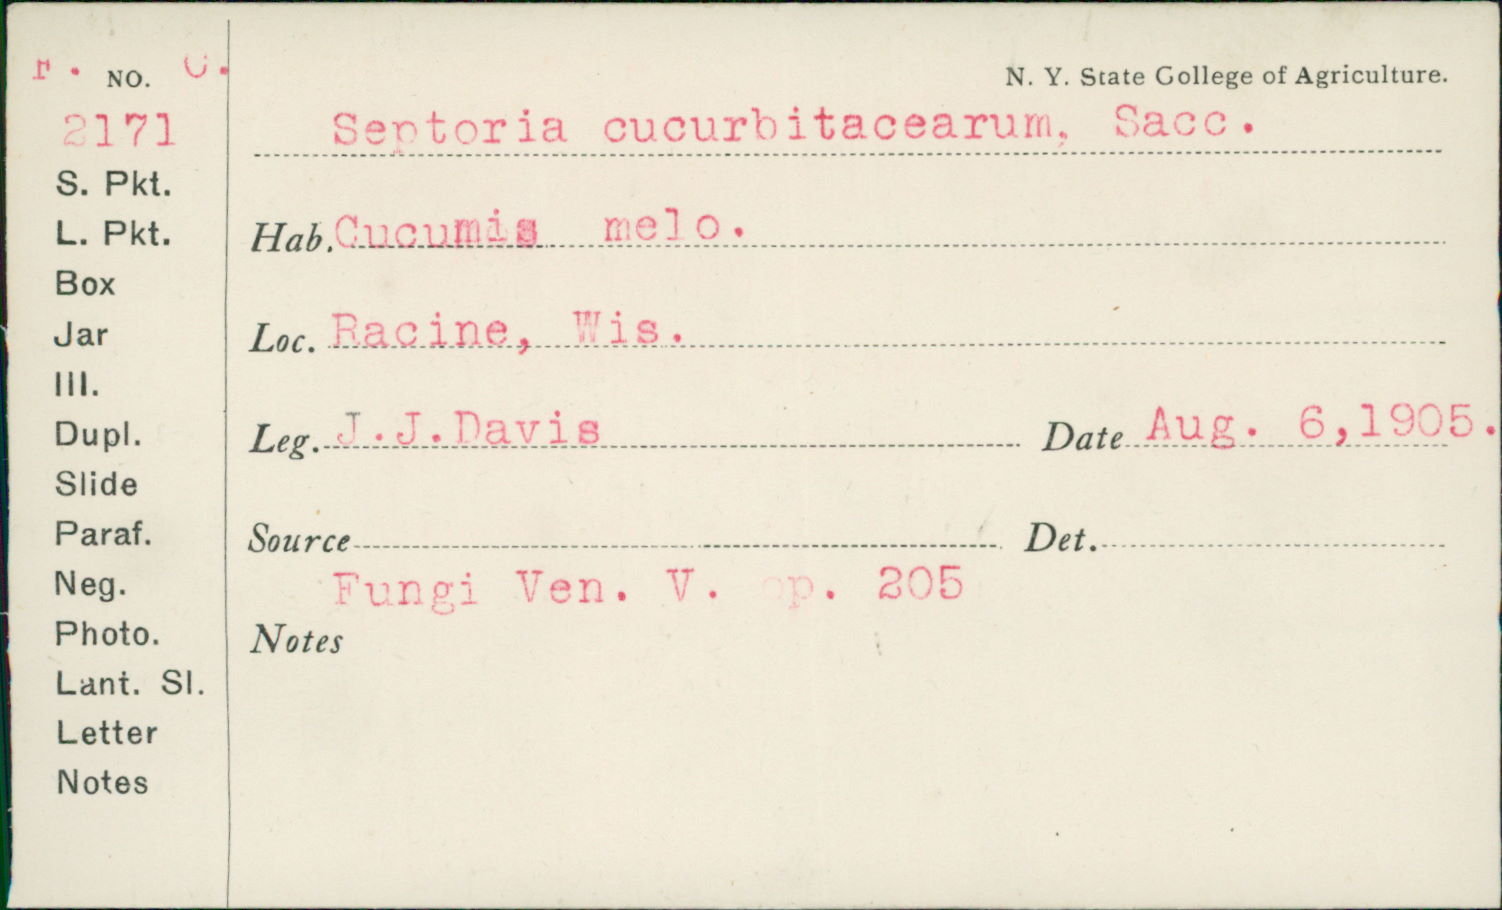 NO.
N. Y. State College of Agriculture.
2171
Septoria cucurbitacearum, Sacc.
S. Pkt.
L. Pkt.
Hab. Cucumis melo.
Box
Jar
Loc. Racine, Wis.
Ill.
Dupl.
Leg. J.J.Davis Date Aug. 6,1905.
Slide
Paraf.
Source Det.
Neg.
Fungi Ven. V. p. 205
Photo.
Notes
Lant. Sl.
Letter
Notes